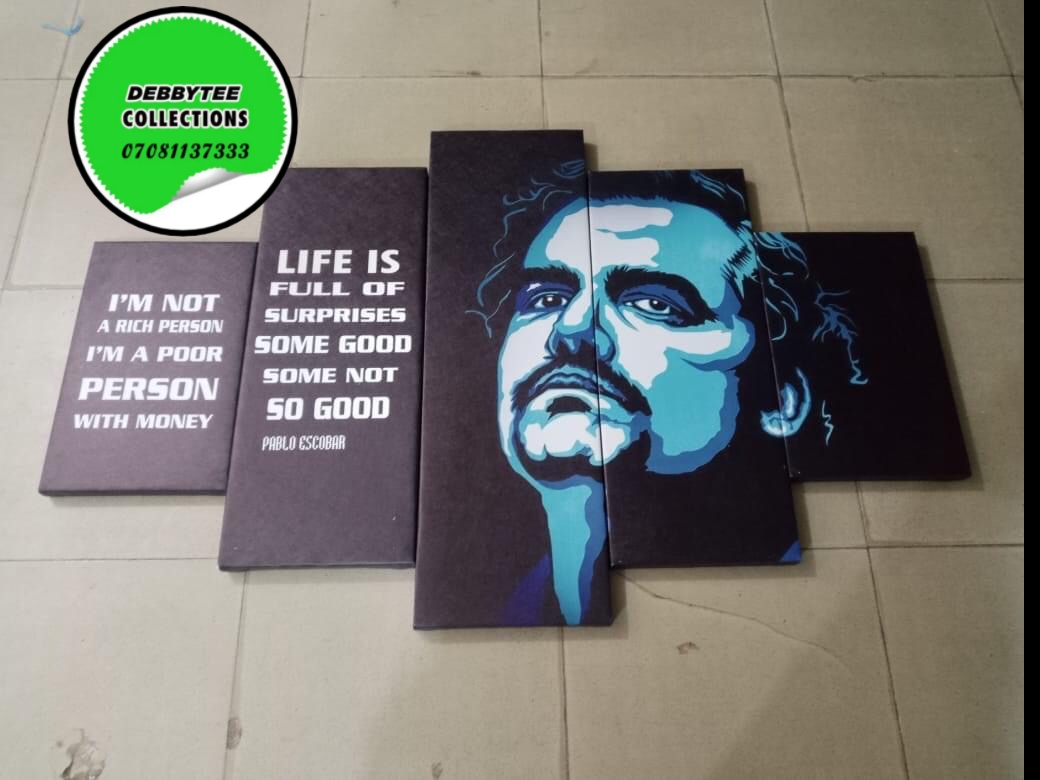 DEBBYTEE
COLLECTIONS
07081137333
I'M NOT
A RICH PERSON
I'M A POOR
PERSON
WITH MONEY
LIFE IS
FULL OF
SURPRISES
SOME GOOD
SOME NOT
SO GOOD
PABLO ESCOBAR